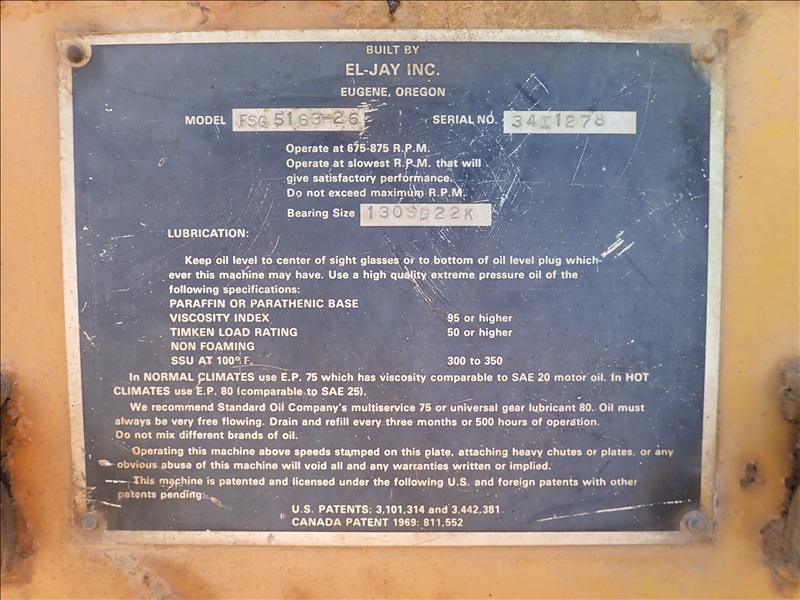 BUILT BY
EL-JAY INC.
EUGENE, OREGON
MODEL FSG 5163-26 SERIAL NO. 34I1278
Operate at 675-875 R.P.M.
Operate at slowest R.P.M. that will
give satisfactory performance.
Do not exceed maximum R.P.M.
Bearing Size
LUBRICATION:
Keep oil level to center of sight glasses or to bottom of oil level plug which-
ever this machine may have. Use a high quality extreme pressure oil of the
following specifications:
PARAFFIN OR PARATHENIC BASE
VISCOSITY INDEX 95 or higher
TIMKEN LOAD RATING 50 or higher
NON FOAMING
SSU AT 100° F. 300 to 350
In NORMAL CLIMATES use E.P. 75 which has viscosity comparable to SAE 20 motor oil. In HOT
CLIMATES use E.P. 80 (comparable to SAE 25).
We recommend Standard Oil Company's multiservice 75 or universal gear lubricant 80. Oil must
always be very free flowing. Drain and refill every three months or 500 hours of operation.
Do not mix different brands of oil.
Operating this machine above speeds stamped on this plate, attaching heavy chutes or plates, or any
obvious abuse of this machine will void all and any warranties written or implied.
This machine is patented and licensed under the following U.S. and foreign patents with other
patents pending:
U.S. PATENTS: 3,101,314 and 3,442,381
CANADA PATENT 1969: 811,552